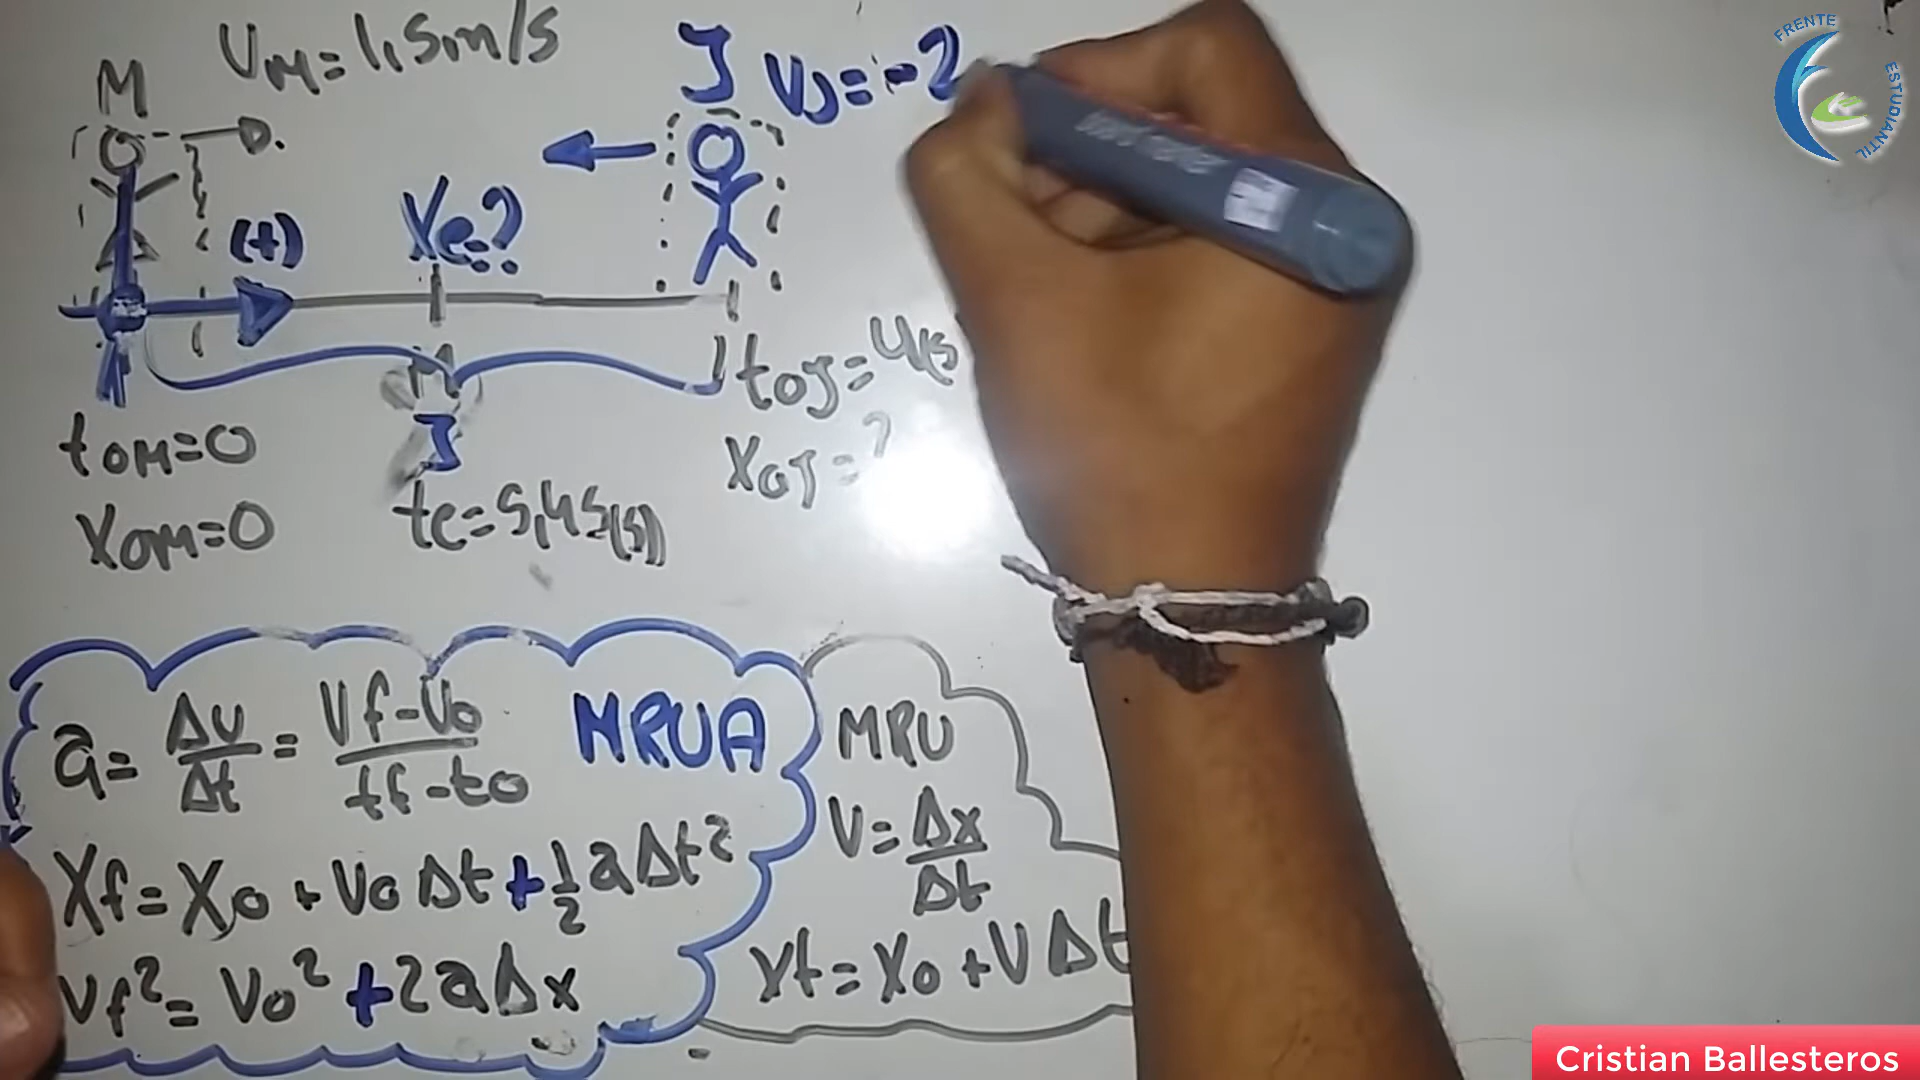 M
VM=1,5m/s
J
VJ=-2
(+)
Xe=?
M
J
toM=0
XoM=0
te=5,45(s)
toJ=4(s
XoJ=?
a=Δv/Δt=Vf-Vo/tf-to
MRUA
Xf=Xo+VoΔt+1/2aΔt²
Vf²=Vo²+2aΔx
MRU
V=Δx/Δt
Xf=Xo+VΔt
FRENTE
ESTUDIANTIL
Cristian Ballesteros